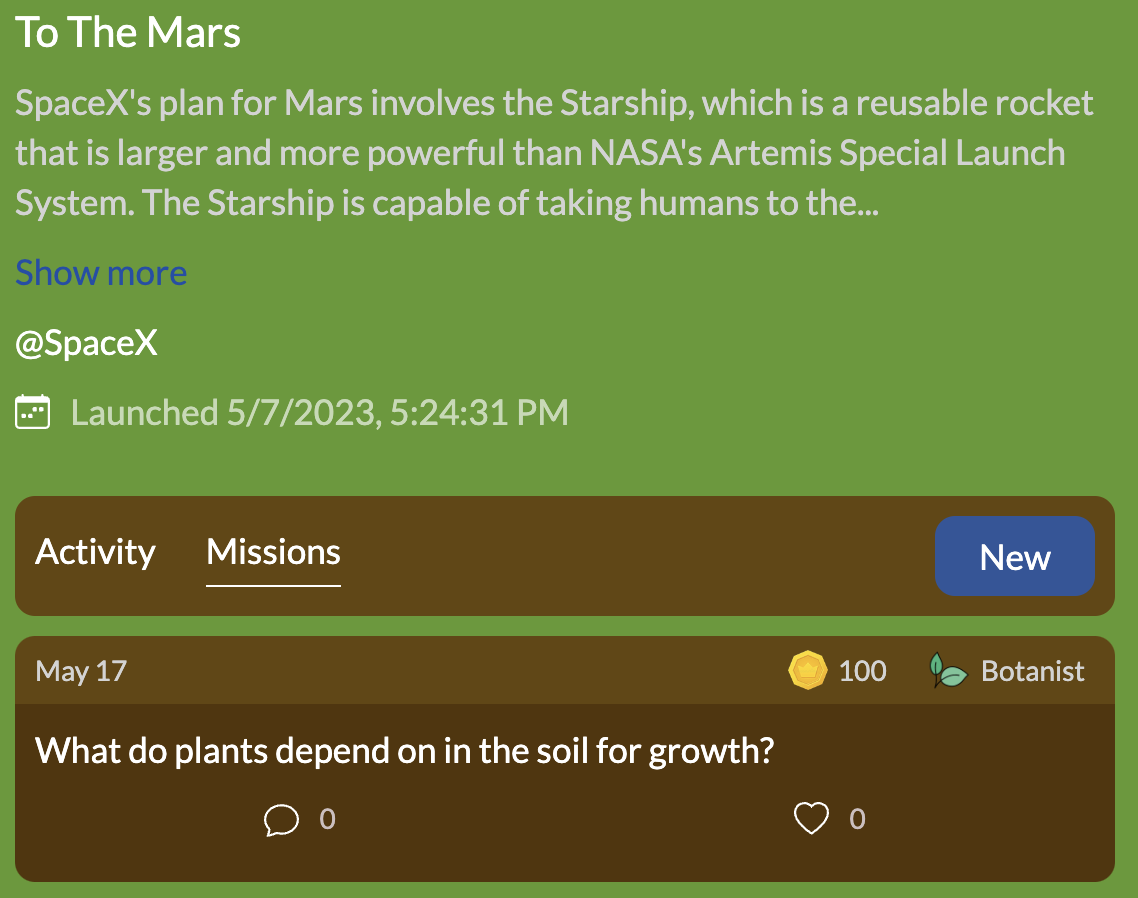 To The Mars
SpaceX's plan for Mars involves the Starship, which is a reusable rocket
that is larger and more powerful than NASA's Artemis Special Launch
System. The Starship is capable of taking humans to the...
Show more
@SpaceX
Launched 5/7/2023, 5:24:31 PM
Activity Missions New
May 17 100 Botanist
What do plants depend on in the soil for growth?
0 0